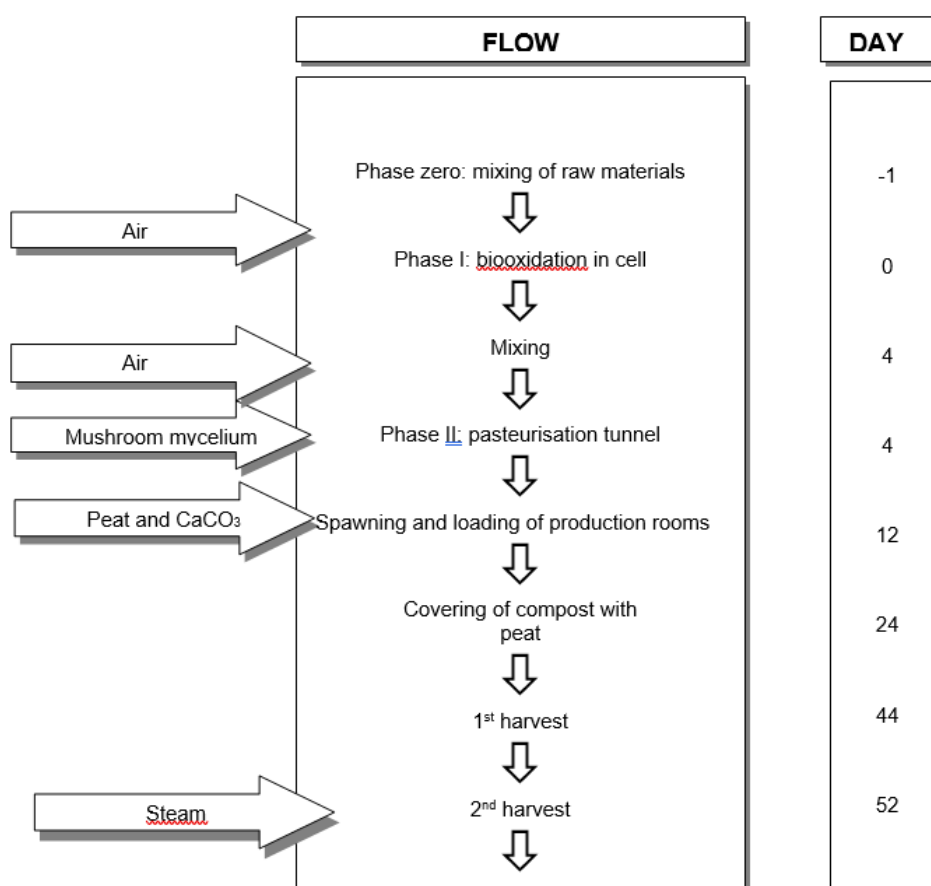 FLOW
DAY
Phase zero: mixing of raw materials
-1
Air
Phase I: biooxidation in cell
0
Mixing
4
Air
Mushroom mycelium
Phase II: pasteurisation tunnel
4
Peat and CaCO₃
Spawning and loading of production rooms
12
Covering of compost with
peat
24
1st harvest
44
Steam
2nd harvest
52